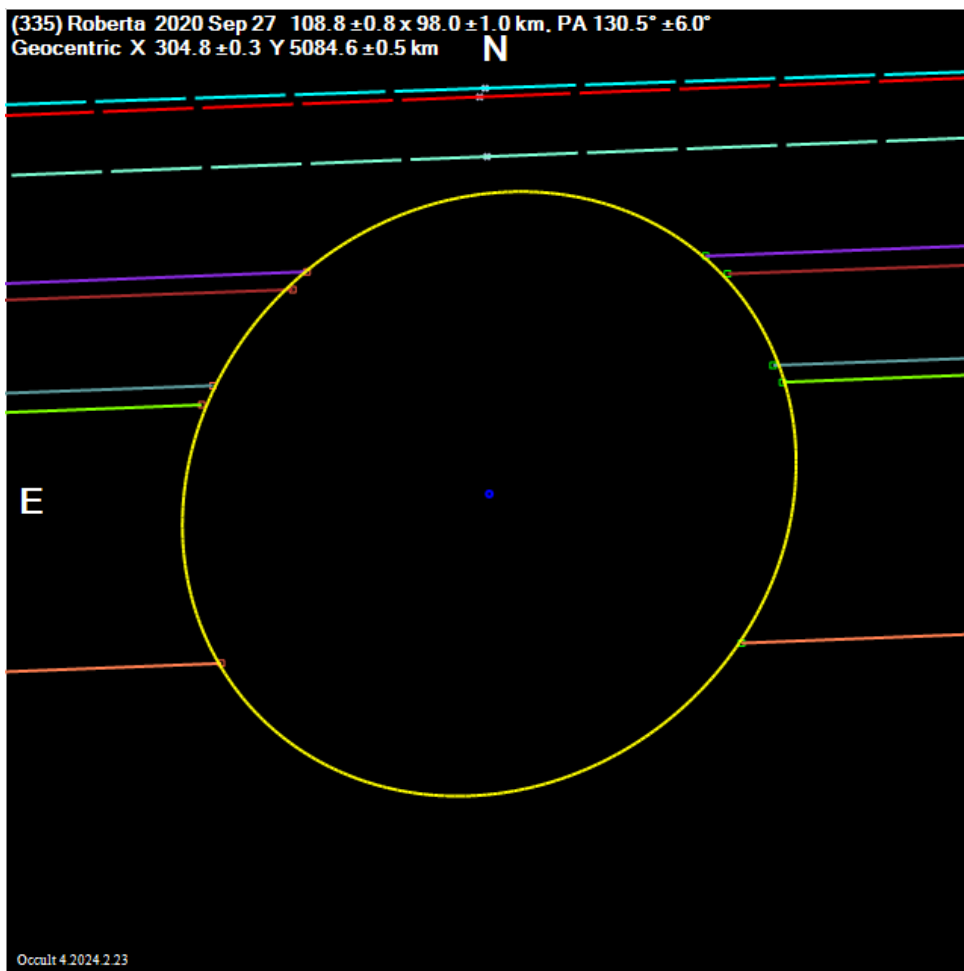 (335) Roberta 2020 Sep 27 108.8 ±0.8 x 98.0 ±1.0 km, PA 130.5° ±6.0°
Geocentric X 304.8 ±0.3 Y 5084.6 ±0.5 km
N
E
Occult 4.2024.2.23